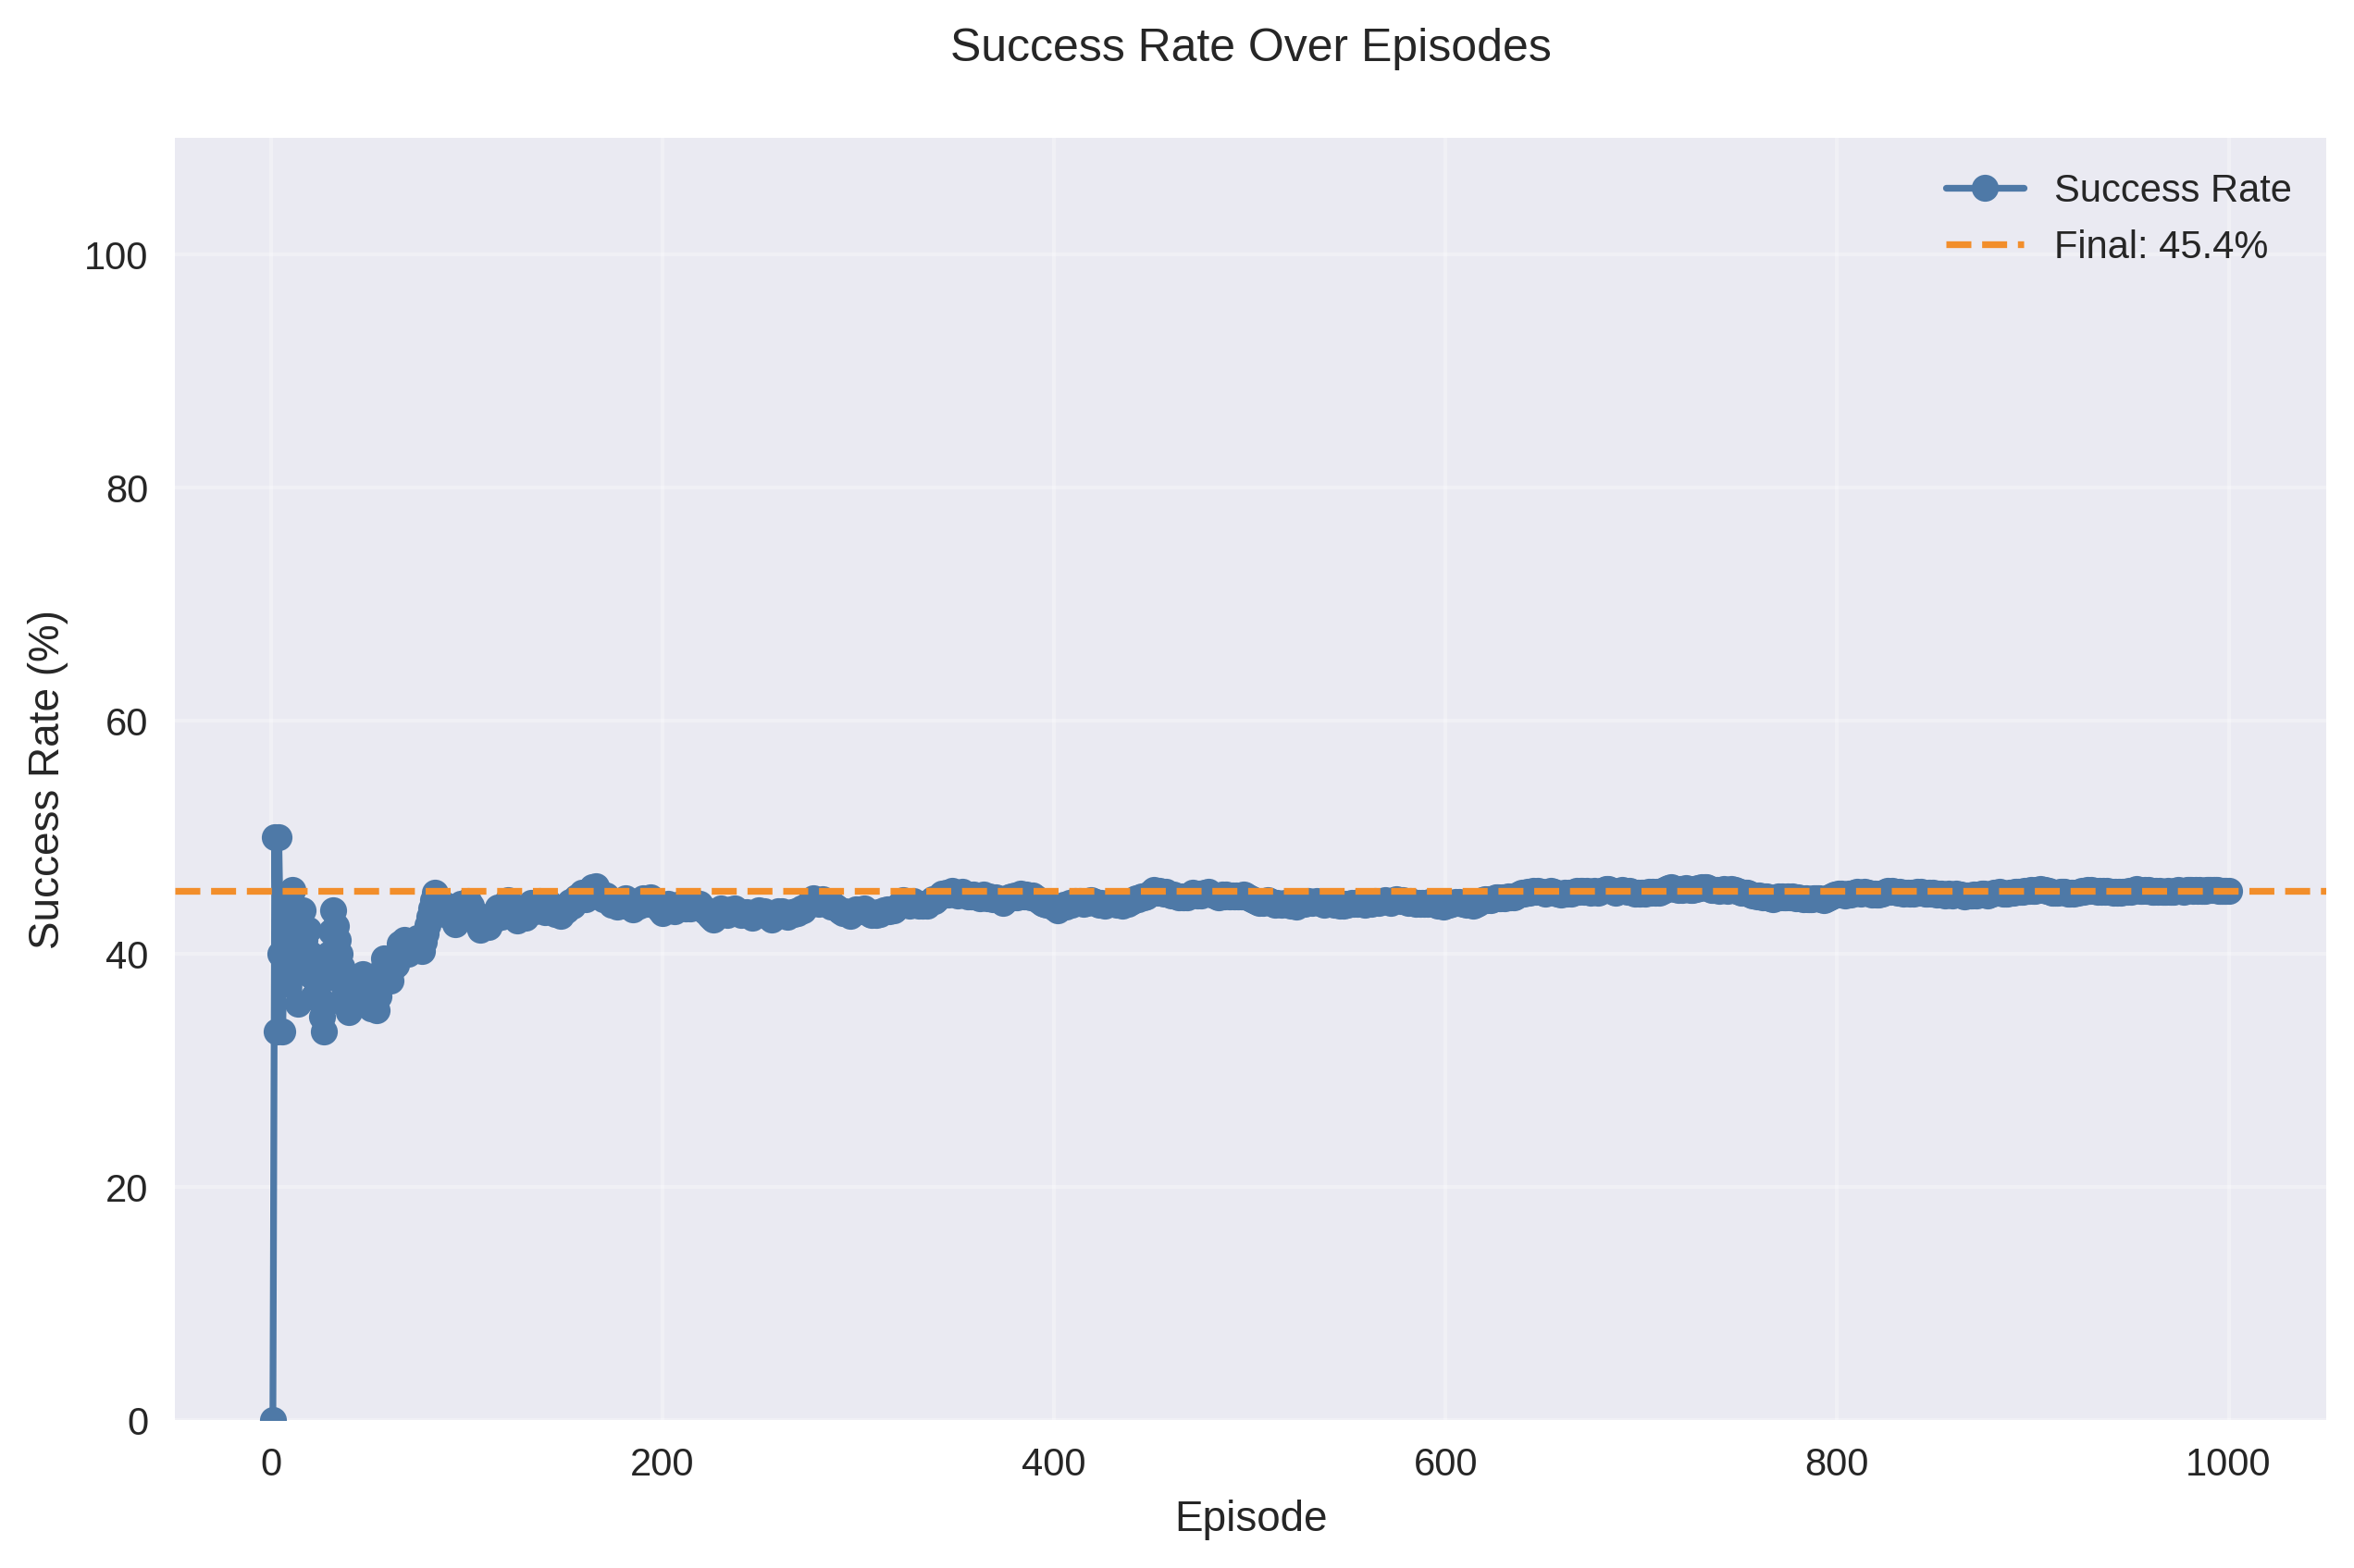 Success Rate Over Episodes
Success Rate
Final: 45.4%
100
80
60
40
20
0
Success Rate (%)
0 200 400 600 800 1000
Episode